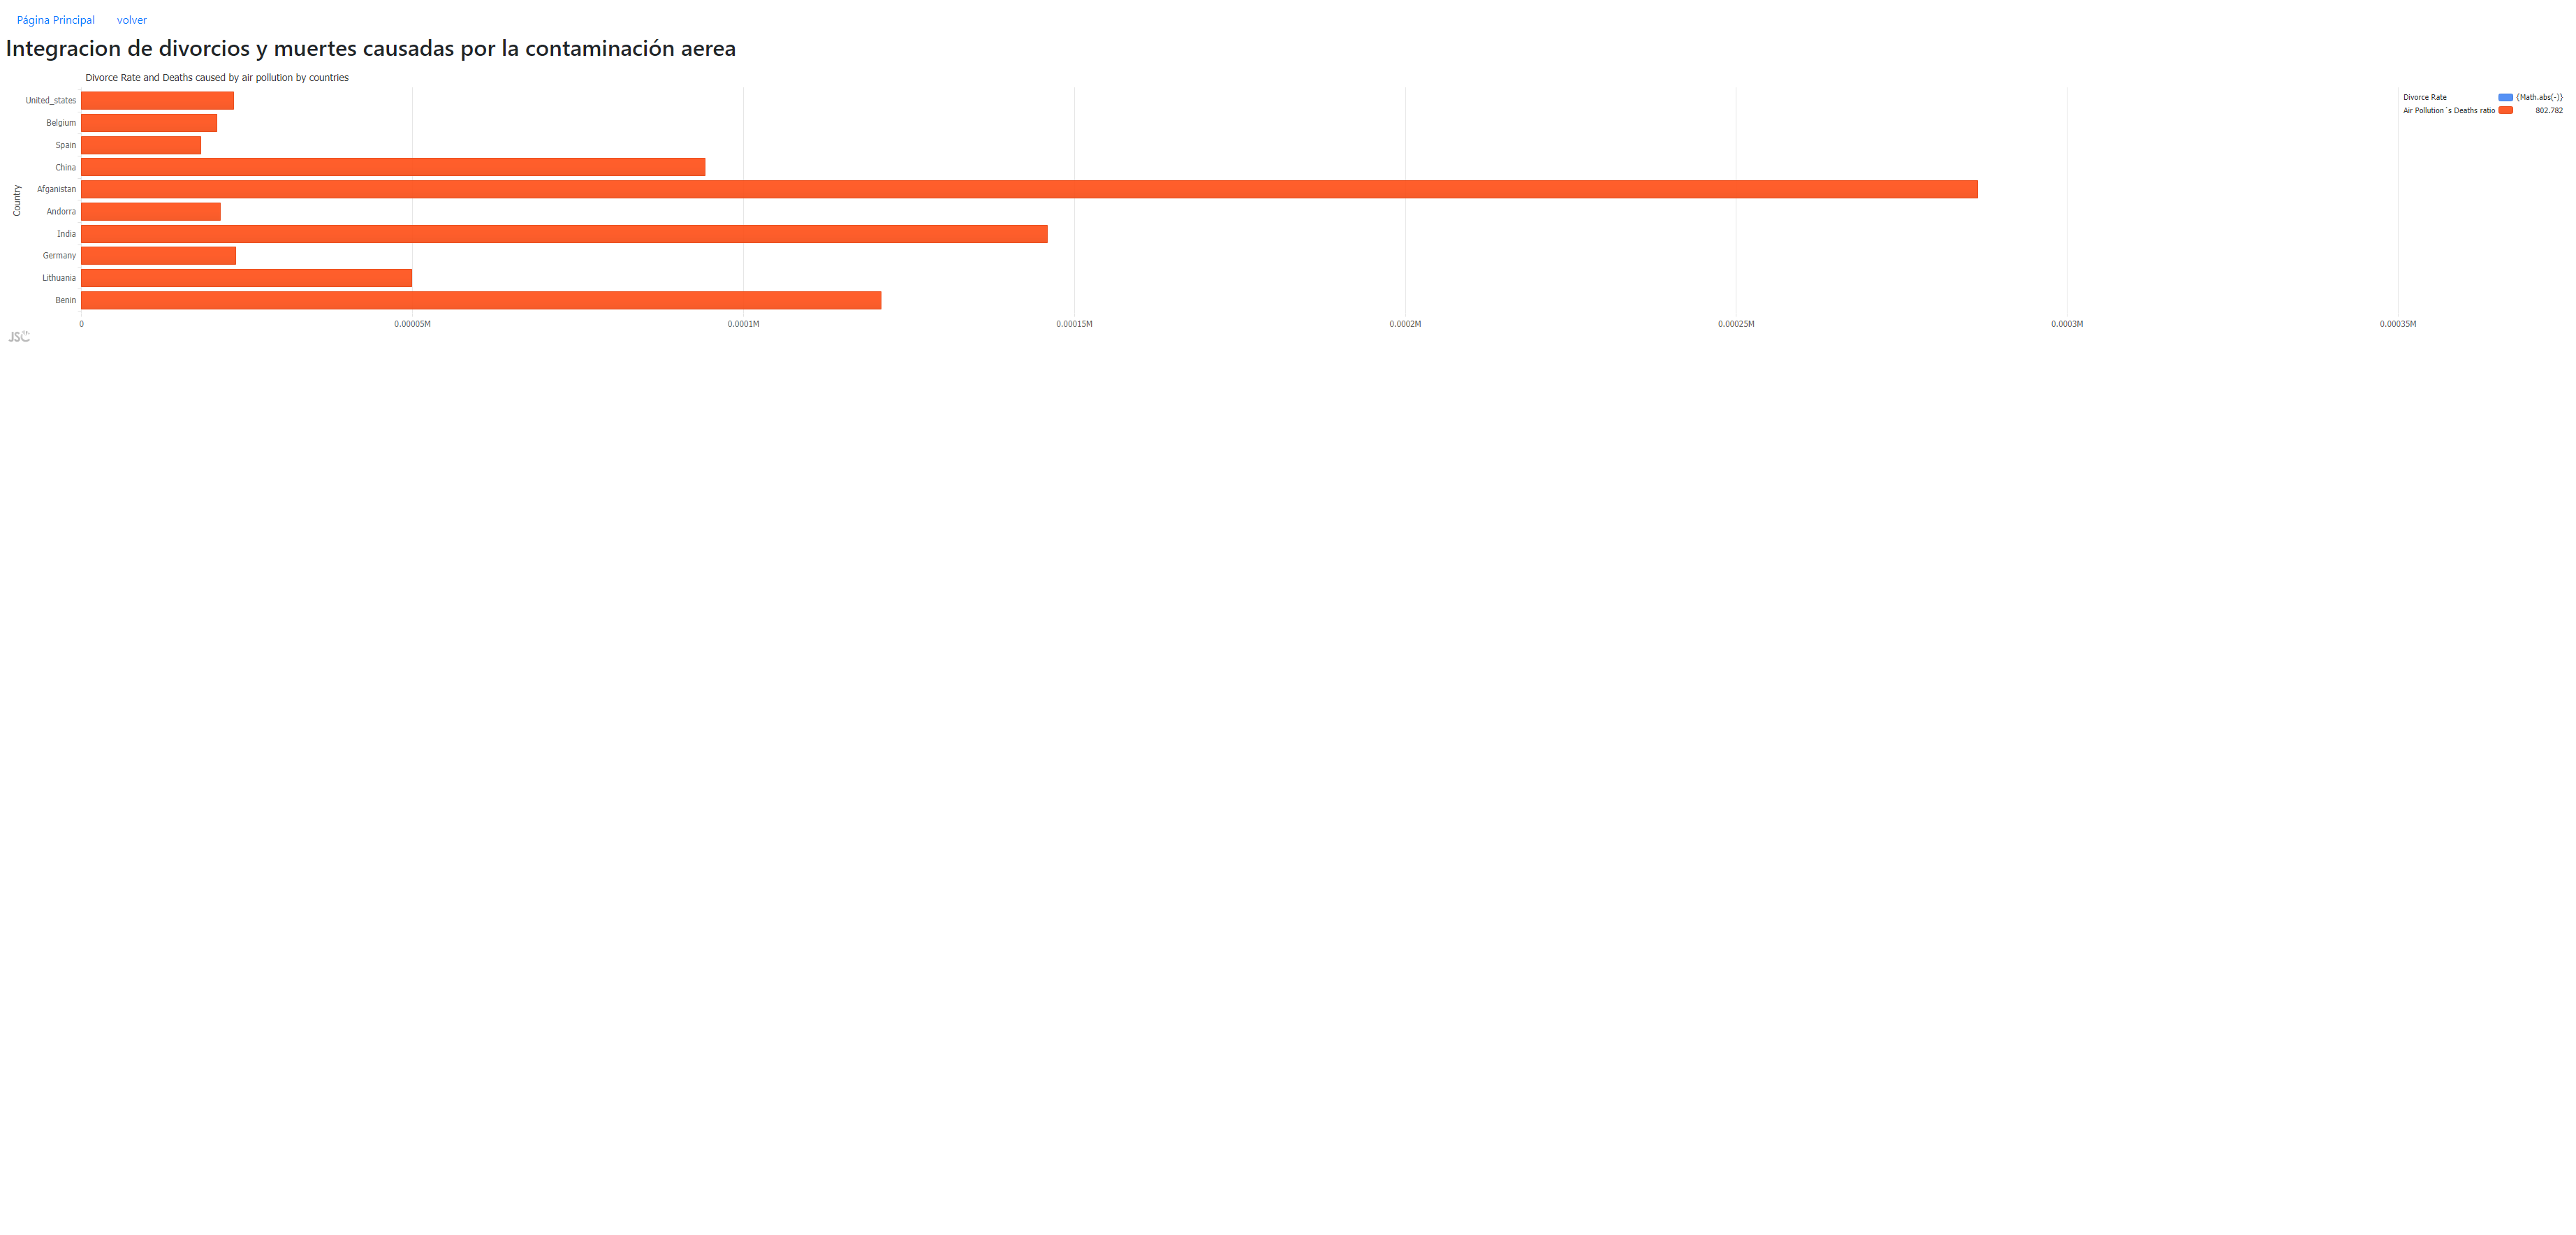 Página Principal volver
Integracion de divorcios y muertes causadas por la contaminación aerea
Divorce Rate and Deaths caused by air pollution by countries
Divorce Rate {Math.abs(-)}
Air Pollution´s Deaths ratio 802.782
Country
United_states
Belgium
Spain
China
Afganistan
Andorra
India
Germany
Lithuania
Benin
0 0.00005M 0.0001M 0.00015M 0.0002M 0.00025M 0.0003M 0.00035M
JSC